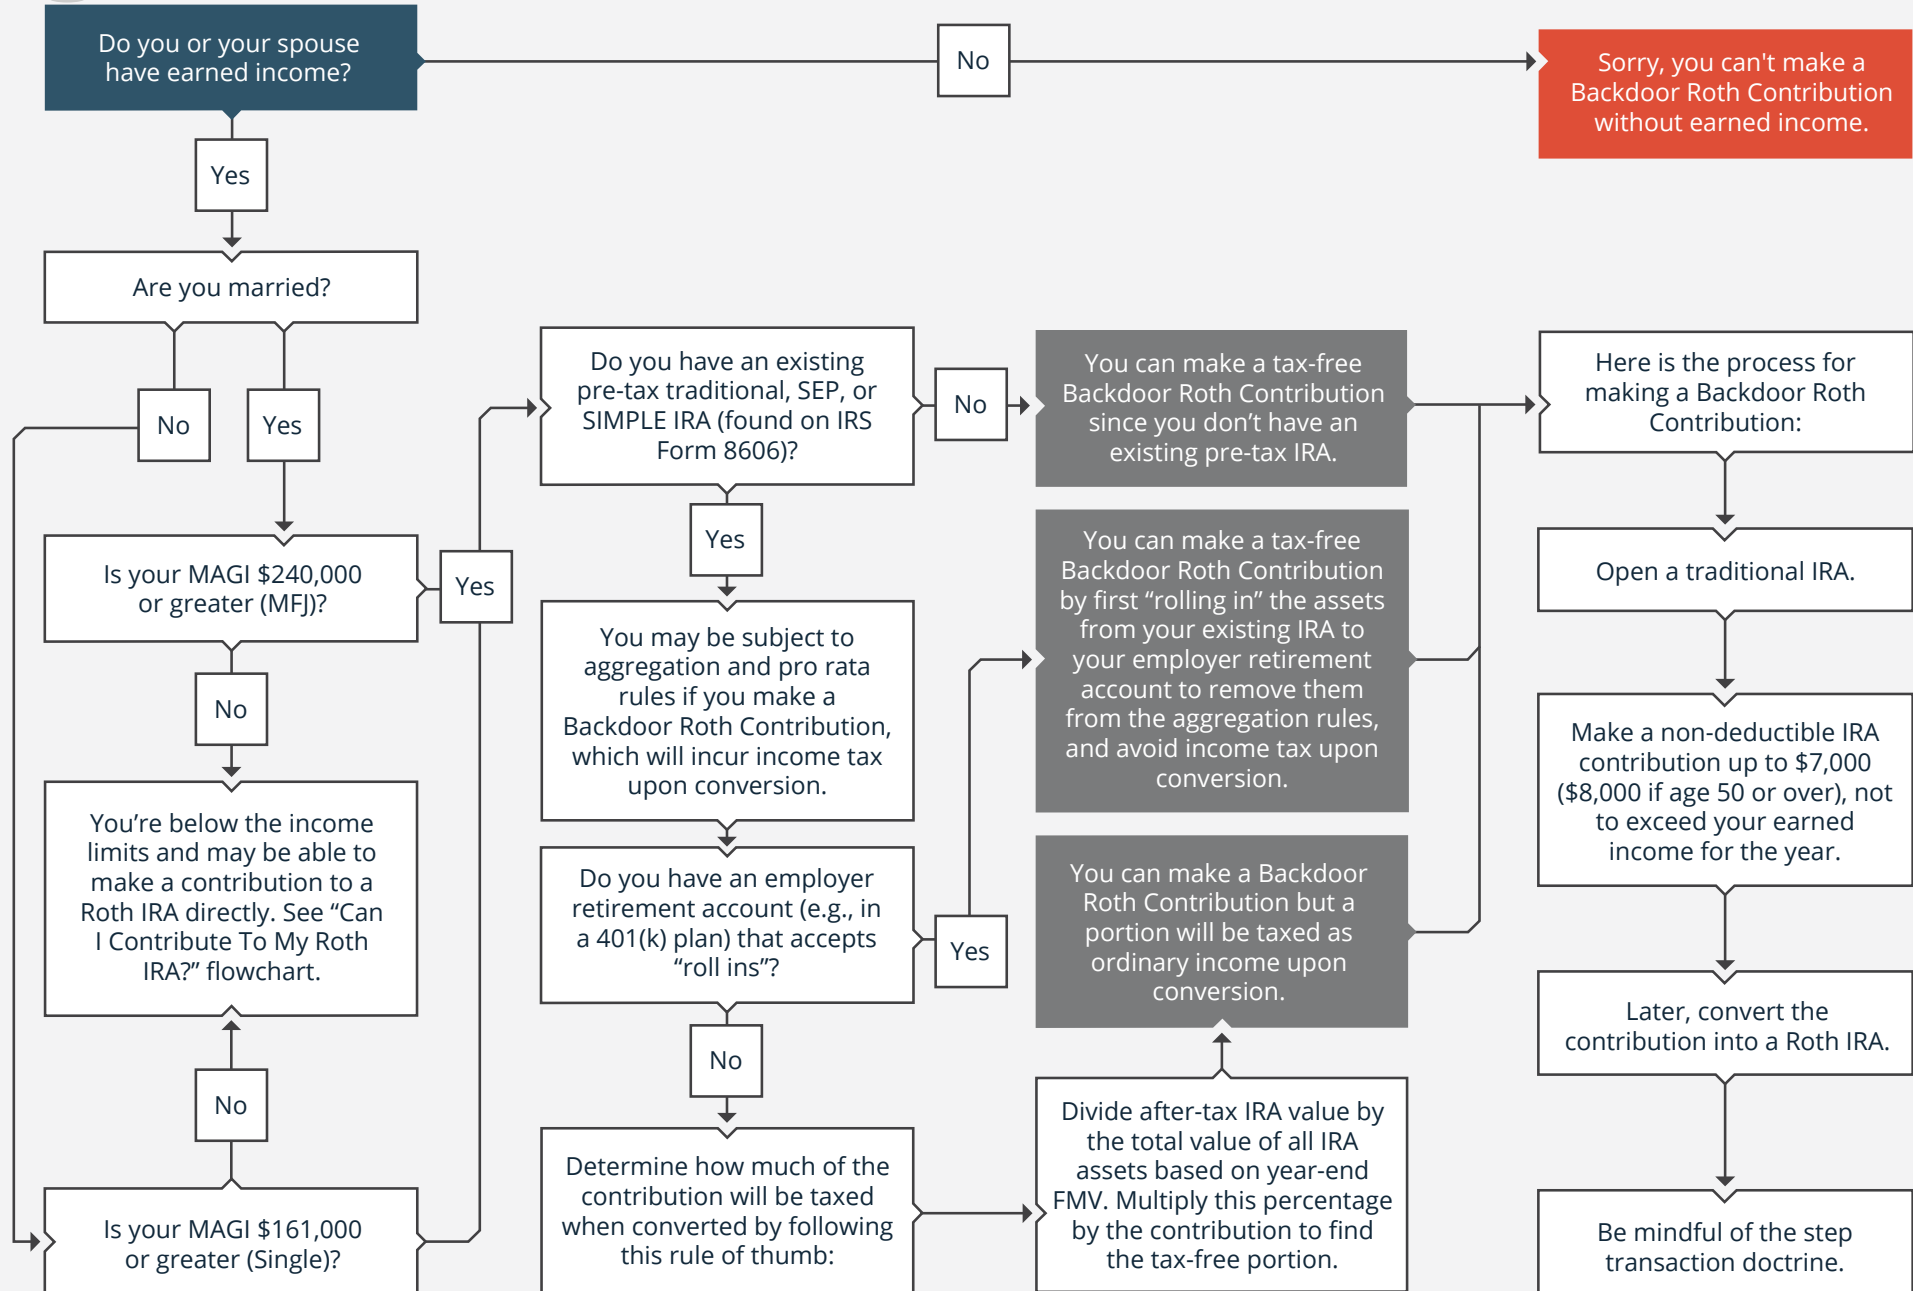 Do you or your spouse
have earned income?
No
Sorry, you can't make a
Backdoor Roth Contribution
without earned income.
Yes
Are you married?
No
Yes
Is your MAGI $240,000
or greater (MFJ)?
Yes
No
You’re below the income
limits and may be able to
make a contribution to a
Roth IRA directly. See “Can
I Contribute To My Roth
IRA?” flowchart.
No
Is your MAGI $161,000
or greater (Single)?
Do you have an existing
pre-tax traditional, SEP, or
SIMPLE IRA (found on IRS
Form 8606)?
No
Yes
You may be subject to
aggregation and pro rata
rules if you make a
Backdoor Roth Contribution,
which will incur income tax
upon conversion.
Do you have an employer
retirement account (e.g., in
a 401(k) plan) that accepts
“roll ins”?
Yes
No
Determine how much of the
contribution will be taxed
when converted by following
this rule of thumb:
You can make a tax-free
Backdoor Roth Contribution
since you don’t have an
existing pre-tax IRA.
You can make a tax-free
Backdoor Roth Contribution
by first “rolling in” the assets
from your existing IRA to
your employer retirement
account to remove them
from the aggregation rules,
and avoid income tax upon
conversion.
You can make a Backdoor
Roth Contribution but a
portion will be taxed as
ordinary income upon
conversion.
Divide after-tax IRA value by
the total value of all IRA
assets based on year-end
FMV. Multiply this percentage
by the contribution to find
the tax-free portion.
Here is the process for
making a Backdoor Roth
Contribution:
Open a traditional IRA.
Make a non-deductible IRA
contribution up to $7,000
($8,000 if age 50 or over), not
to exceed your earned
income for the year.
Later, convert the
contribution into a Roth IRA.
Be mindful of the step
transaction doctrine.